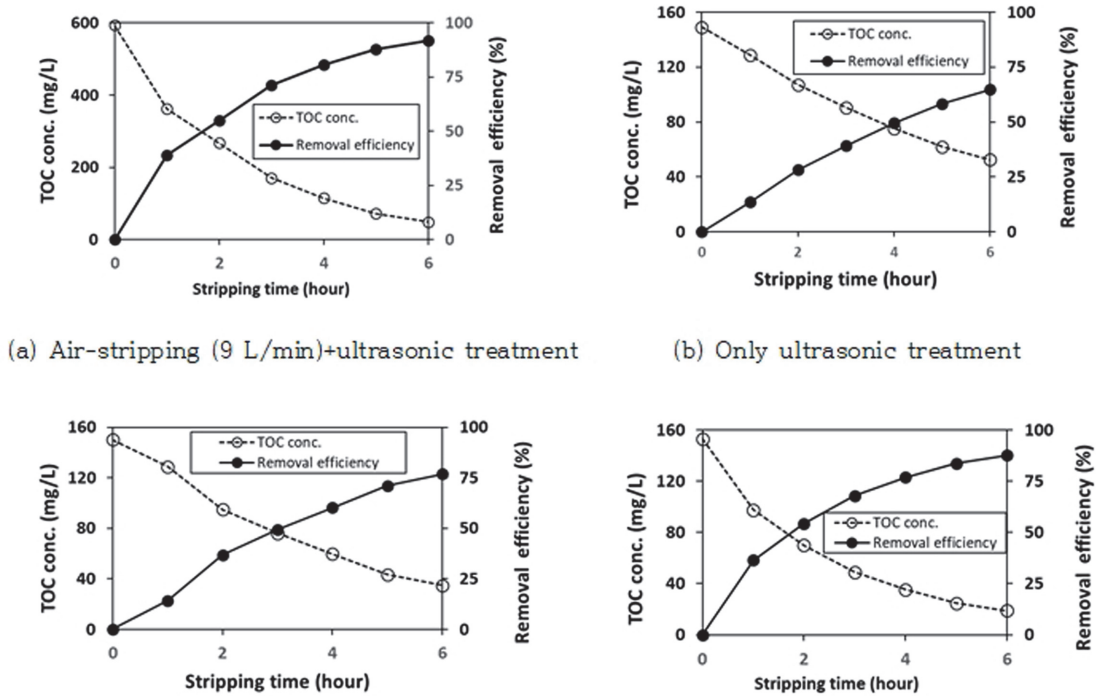 600
400
200
0
100
75
50
25
0
TOC conc. (mg/L)
Removal efficiency (%)
TOC conc.
Removal efficiency
0 2 4 6
Stripping time (hour)
160
120
80
40
0
100
75
50
25
0
TOC conc. (mg/L)
Removal efficiency (%)
TOC conc.
Removal efficiency
0 2 4 6
Stripping time (hour)
(a) Air-stripping (9 L/min)+ultrasonic treatment
(b) Only ultrasonic treatment
160
120
80
40
0
100
75
50
25
0
TOC conc. (mg/L)
Removal efficiency (%)
TOC conc.
Removal efficiency
0 2 4 6
Stripping time (hour)
160
120
80
40
0
100
75
50
25
0
TOC conc. (mg/L)
Removal efficiency (%)
TOC conc.
Removal efficiency
0 2 4 6
Stripping time (hour)